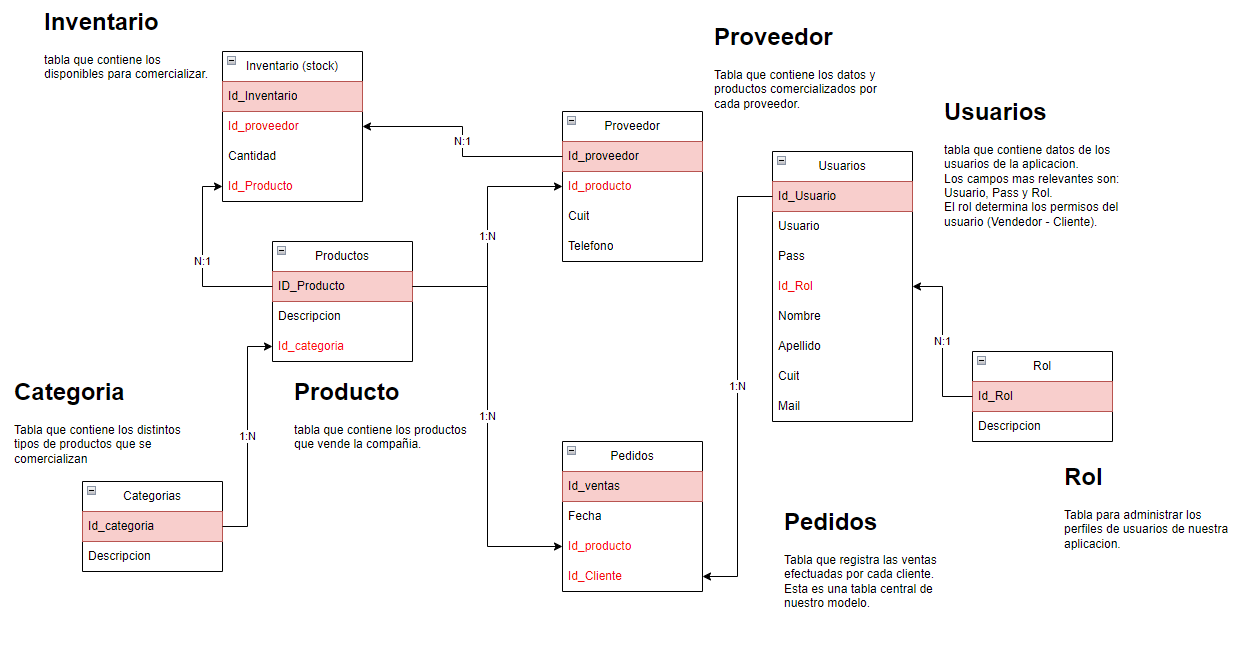 Inventario
tabla que contiene los
disponibles para comercializar.
Inventario (stock)
Id_Inventario
Id_proveedor
Cantidad
Id_Producto
N:1
Proveedor
Tabla que contiene los datos y
productos comercializados por
cada proveedor.
Proveedor
Id_proveedor
Id_producto
Cuit
Telefono
N:1
1:N
Usuarios
tabla que contiene datos de los
usuarios de la aplicacion.
Los campos mas relevantes son:
Usuario, Pass y Rol.
El rol determina los permisos del
usuario (Vendedor - Cliente).
Usuarios
Id_Usuario
Usuario
Pass
Id_Rol
Nombre
Apellido
Cuit
Mail
N:1
1:N
Productos
ID_Producto
Descripcion
Id_categoria
Rol
Id_Rol
Descripcion
Categoria
Tabla que contiene los distintos
tipos de productos que se
comercializan
1:N
Categorias
Id_categoria
Descripcion
Producto
tabla que contiene los productos
que vende la compañia.
1:N
Pedidos
Id_ventas
Fecha
Id_producto
Id_Cliente
Pedidos
Tabla que registra las ventas
efectuadas por cada cliente.
Esta es una tabla central de
nuestro modelo.
Rol
Tabla para administrar los
perfiles de usuarios de nuestra
aplicacion.